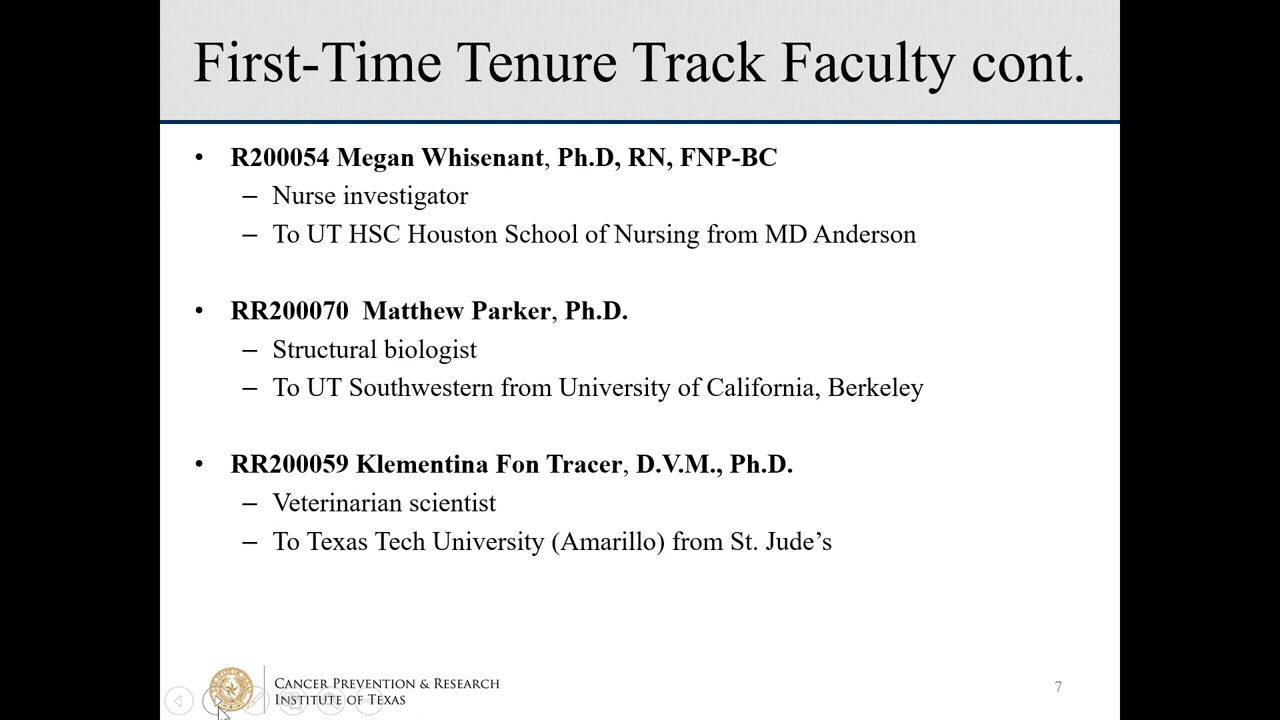 First-Time Tenure Track Faculty cont.
• R200054 Megan Whisenant, Ph.D, RN, FNP-BC
– Nurse investigator
– To UT HSC Houston School of Nursing from MD Anderson
• RR200070 Matthew Parker, Ph.D.
– Structural biologist
– To UT Southwestern from University of California, Berkeley
• RR200059 Klementina Fon Tracer, D.V.M., Ph.D.
– Veterinarian scientist
– To Texas Tech University (Amarillo) from St. Jude’s
CANCER PREVENTION & RESEARCH
INSTITUTE OF TEXAS
7